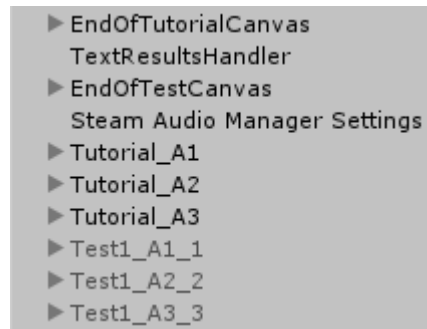 EndOfTutorialCanvas
TextResultsHandler
EndOfTestCanvas
Steam Audio Manager Settings
Tutorial_A1
Tutorial_A2
Tutorial_A3
Test1_A1_1
Test1_A2_2
Test1_A3_3